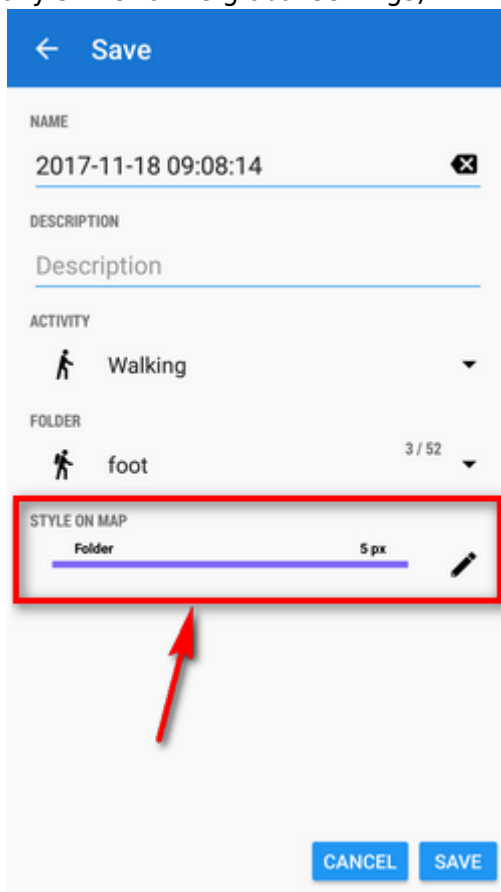 Save
NAME
2017-11-18 09:08:14
DESCRIPTION
Description
ACTIVITY
Walking
FOLDER
foot 3 / 52
STYLE ON MAP
Folder 5 px
CANCEL SAVE